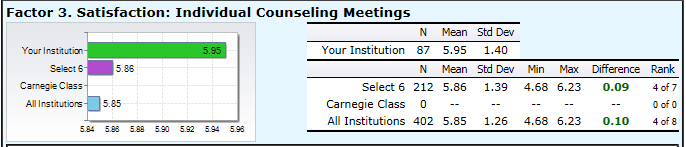 Factor 3. Satisfaction: Individual Counseling Meetings
Your Institution 5.95
Select 6 5.86
Carnegie Class
All Institutions 5.85
5.84 5.86 5.88 5.90 5.92 5.94 5.96
N Mean Std Dev
Your Institution 87 5.95 1.40
N Mean Std Dev Min Max Difference Rank
Select 6 212 5.86 1.39 4.68 6.23 0.09 4 of 7
Carnegie Class 0 -- -- -- -- -- 0 of 0
All Institutions 402 5.85 1.26 4.68 6.23 0.10 4 of 8